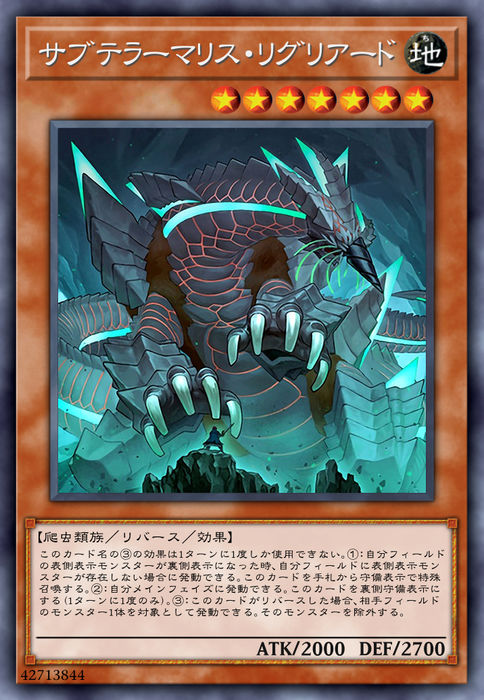 サブテラーマリス・リグリアード
ち
地
【爬虫類族／リバース／効果】
このカード名の③の効果は1ターンに1度しか使用できない。①:自分フィールド
の表側表示モンスターが裏側表示になった時、自分フィールドに表側表示モン
スターが存在しない場合に発動できる。このカードを手札から守備表示で特殊
召喚する。②:自分メインフェイズに発動できる。このカードを裏側守備表示に
する(1ターンに1度のみ)。③:このカードがリバースした場合、相手フィールド
のモンスター1体を対象として発動できる。そのモンスターを除外する。
ATK/2000 DEF/2700
42713844